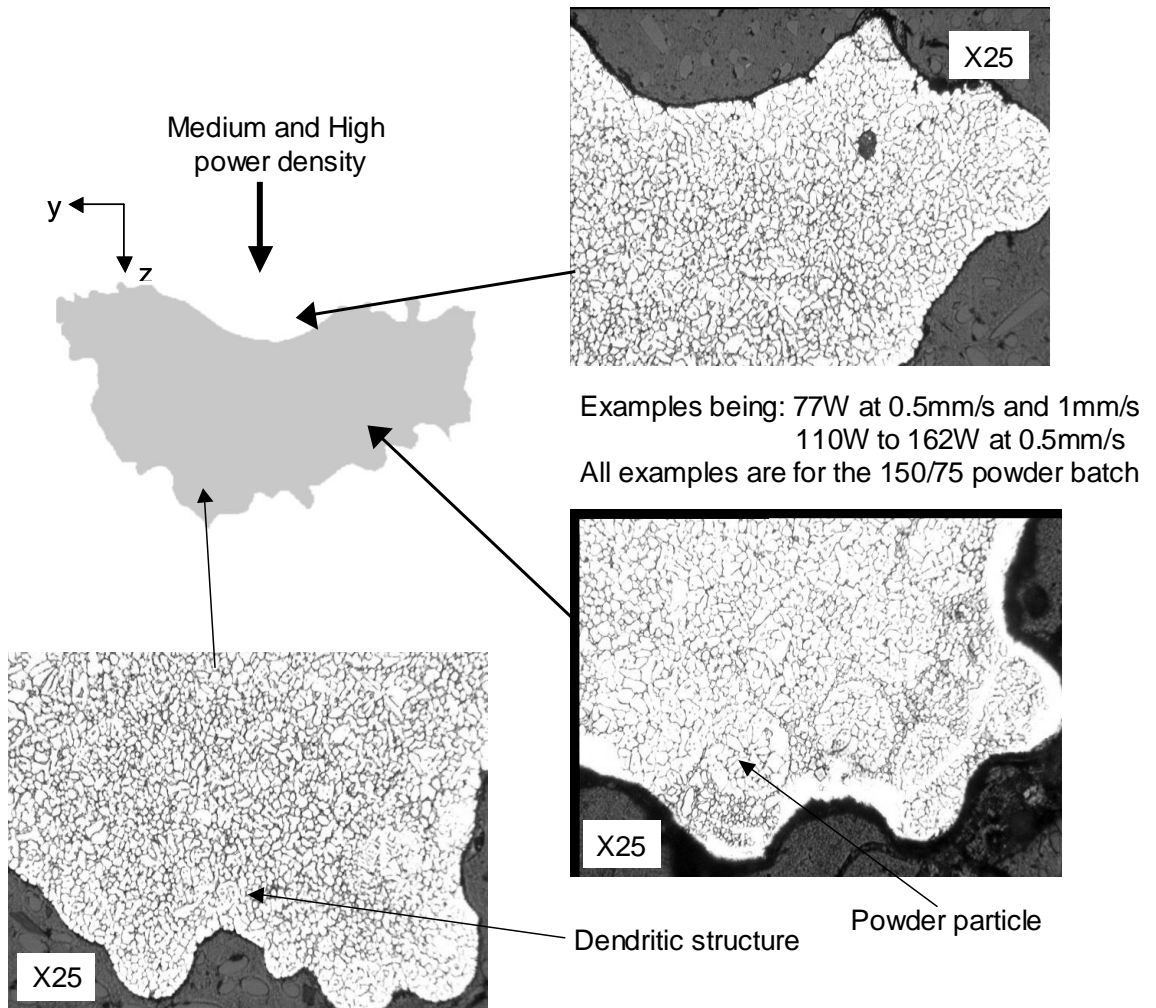 X25
Medium and High
power density
y
z
Examples being: 77W at 0.5mm/s and 1mm/s
110W to 162W at 0.5mm/s
All examples are for the 150/75 powder batch
X25
Powder particle
Dendritic structure
X25